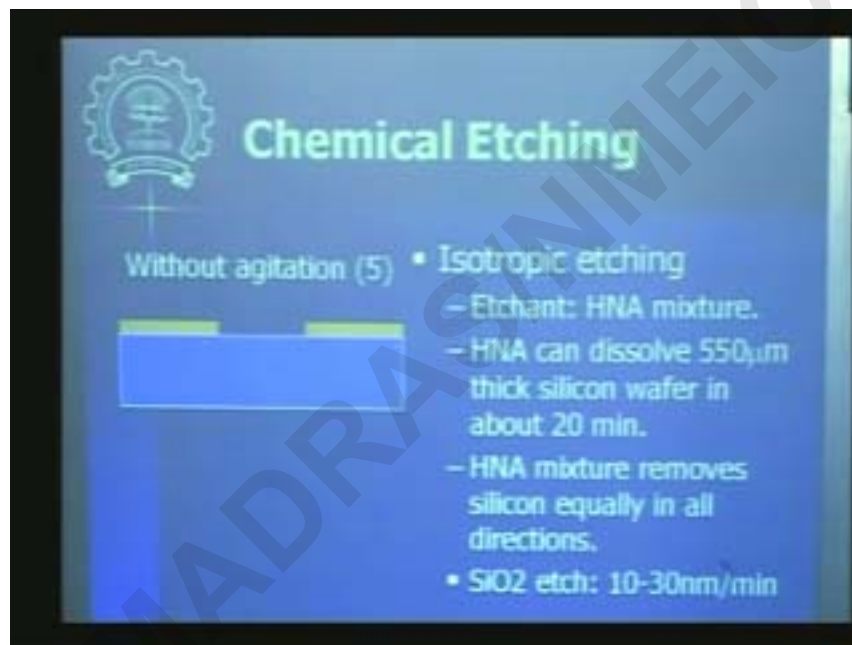 Chemical Etching
Without agitation (5)
▪ Isotropic etching
– Etchant: HNA mixture.
– HNA can dissolve 550μm
thick silicon wafer in
about 20 min.
– HNA mixture removes
silicon equally in all
directions.
▪ SiO2 etch: 10-30nm/min